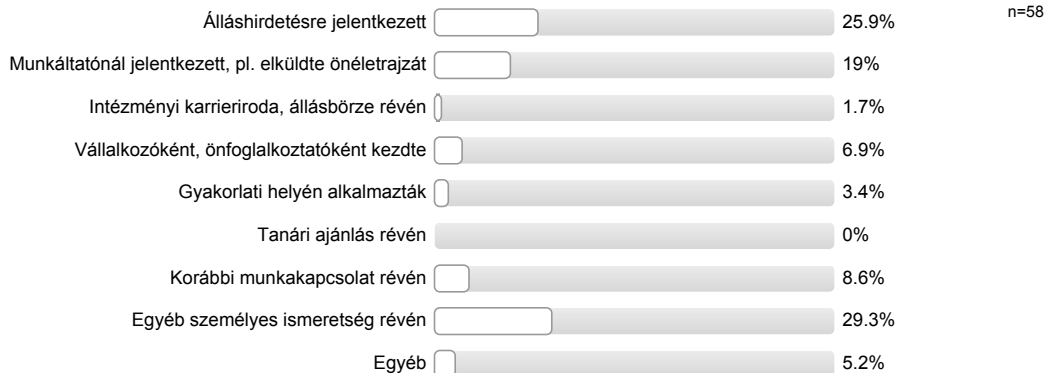 Álláshirdetésre jelentkezett 25.9% n=58
Munkáltatónál jelentkezett, pl. elküldte önéletrajzát 19%
Intézményi karrieriroda, állásbörze révén 1.7%
Vállalkozóként, önfoglalkoztatóként kezdte 6.9%
Gyakorlati helyén alkalmazták 3.4%
Tanári ajánlás révén 0%
Korábbi munkakapcsolat révén 8.6%
Egyéb személyes ismeretség révén 29.3%
Egyéb 5.2%